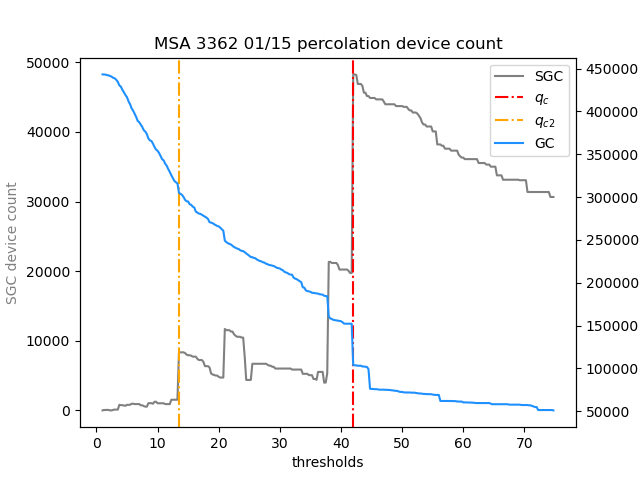 MSA 3362 01/15 percolation device count
50000
40000
30000
20000
10000
0
SGC device count
450000
400000
350000
300000
250000
200000
150000
100000
50000
SGC
q_c
q_c2
GC
0 10 20 30 40 50 60 70
thresholds